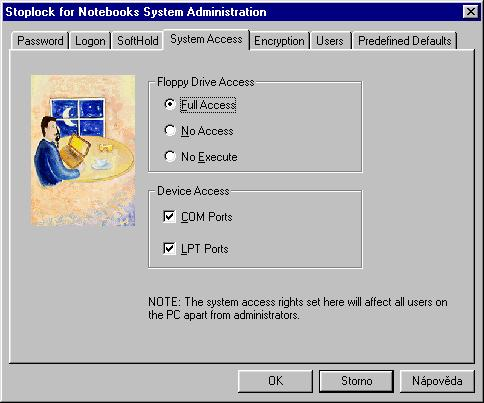 Stoplock for Notebooks System Administration
Password Logon SoftHold System Access Encryption Users Predefined Defaults
Floppy Drive Access
Full Access
No Access
No Execute
Device Access
COM Ports
LPT Ports
NOTE: The system access rights set here will affect all users on
the PC apart from administrators.
OK Storno Nápověda